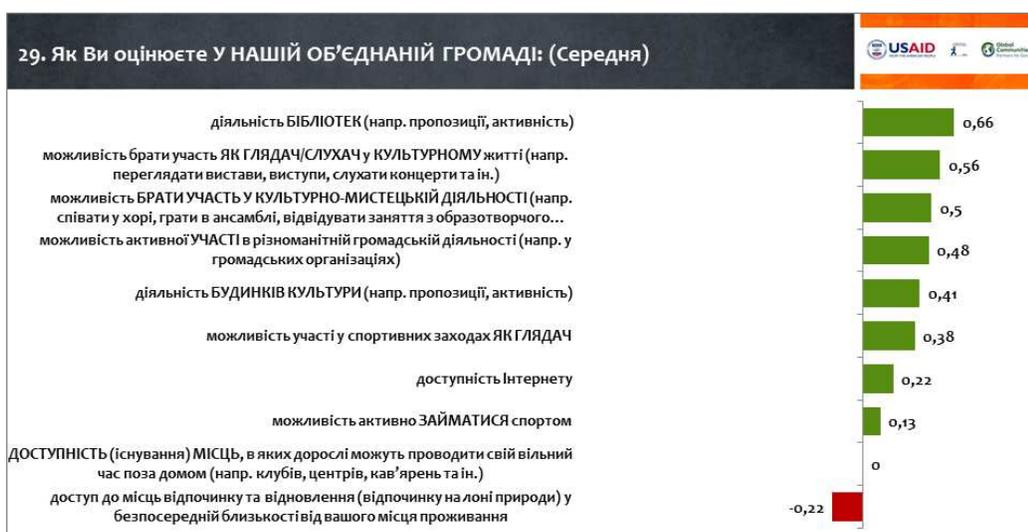 29. Як Ви оцінюєте У НАШІЙ ОБ’ЄДНАНІЙ ГРОМАДІ: (Середня)
USAID
FROM THE AMERICAN PEOPLE
Global
Communities
діяльність БІБЛІОТЕК (напр. пропозиції, активність)
0,66
можливість брати участь ЯК ГЛЯДАЧ/СЛУХАЧ у КУЛЬТУРНОМУ житті (напр.
переглядати вистави, виступи, слухати концерти та ін.)
0,56
можливість БРАТИ УЧАСТЬ У КУЛЬТУРНО-МИСТЕЦЬКІЙ ДІЯЛЬНОСТІ (напр.
співати у хорі, грати в ансамблі, відвідувати заняття з образотворчого…
0,5
можливість активної УЧАСТІ в різноманітній громадській діяльності (напр. у
громадських організаціях)
0,48
діяльність БУДИНКІВ КУЛЬТУРИ (напр. пропозиції, активність)
0,41
можливість участі у спортивних заходах ЯК ГЛЯДАЧ
0,38
доступність Інтернету
0,22
можливість активно ЗАЙМАТИСЯ спортом
0,13
ДОСТУПНІСТЬ (існування) МІСЦЬ, в яких дорослі можуть проводити свій вільний
час поза домом (напр. клубів, центрів, кав’ярень та ін.)
0
доступ до місць відпочинку та відновлення (відпочинку на лоні природи) у
безпосередній близькості від вашого місця проживання
-0,22